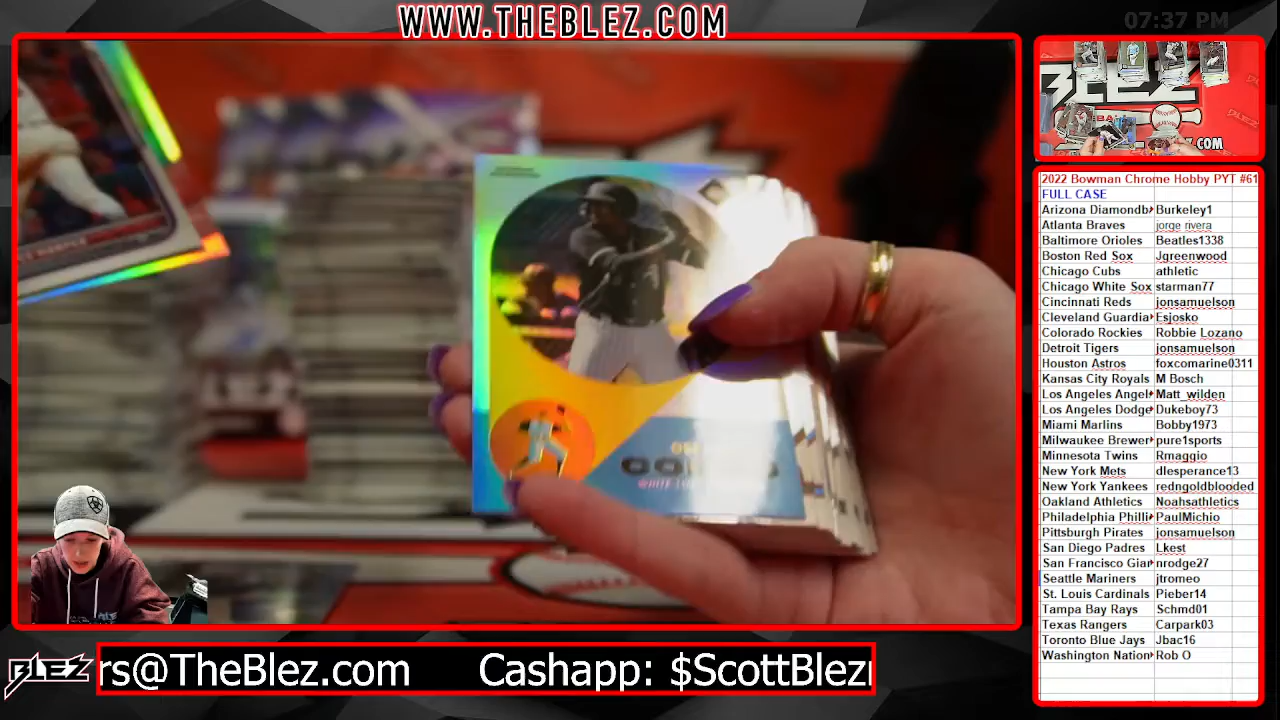 WWW.THEBLEZ.COM
07:37 PM
BLEZ
.COM
2022 Bowman Chrome Hobby PYT #61
FULL CASE
Arizona Diamondb Burkeley1
Atlanta Braves jorge rivera
Baltimore Orioles Beatles1338
Boston Red Sox Jgreenwood
Chicago Cubs athletic
Chicago White Sox starman77
Cincinnati Reds jonsamuelson
Cleveland Guardia Esjosko
Colorado Rockies Robbie Lozano
Detroit Tigers jonsamuelson
Houston Astros foxcomarine0311
Kansas City Royals M Bosch
Los Angeles Angel Matt_wilden
Los Angeles Dodge Dukeboy73
Miami Marlins Bobby1973
Milwaukee Brewer pure1sports
Minnesota Twins Rmaggio
New York Mets dlesperance13
New York Yankees redngoldblooded
Oakland Athletics Noahsathletics
Philadelphia Philli PaulMichio
Pittsburgh Pirates jonsamuelson
San Diego Padres Lkest
San Francisco Gian nrodge27
Seattle Mariners jtromeo
St. Louis Cardinals Pieber14
Tampa Bay Rays Schmd01
Texas Rangers Carpark03
Toronto Blue Jays Jbac16
Washington Nation Rob O
WHITE
BLEZ
rs@TheBlez.com Cashapp: $ScottBlez